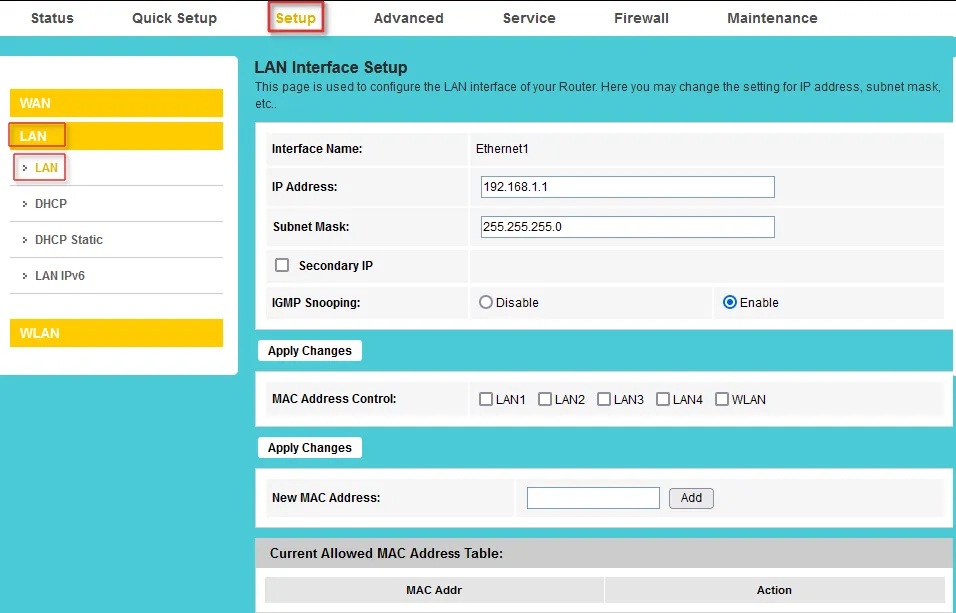 Status Quick Setup Setup Advanced Service Firewall Maintenance
WAN
LAN
LAN
DHCP
DHCP Static
LAN IPv6
WLAN
LAN Interface Setup
This page is used to configure the LAN interface of your Router. Here you may change the setting for IP address, subnet mask,
etc..
Interface Name: Ethernet1
IP Address: 192.168.1.1
Subnet Mask: 255.255.255.0
Secondary IP
IGMP Snooping: Disable Enable
Apply Changes
MAC Address Control: LAN1 LAN2 LAN3 LAN4 WLAN
Apply Changes
New MAC Address: Add
Current Allowed MAC Address Table:
MAC Addr Action